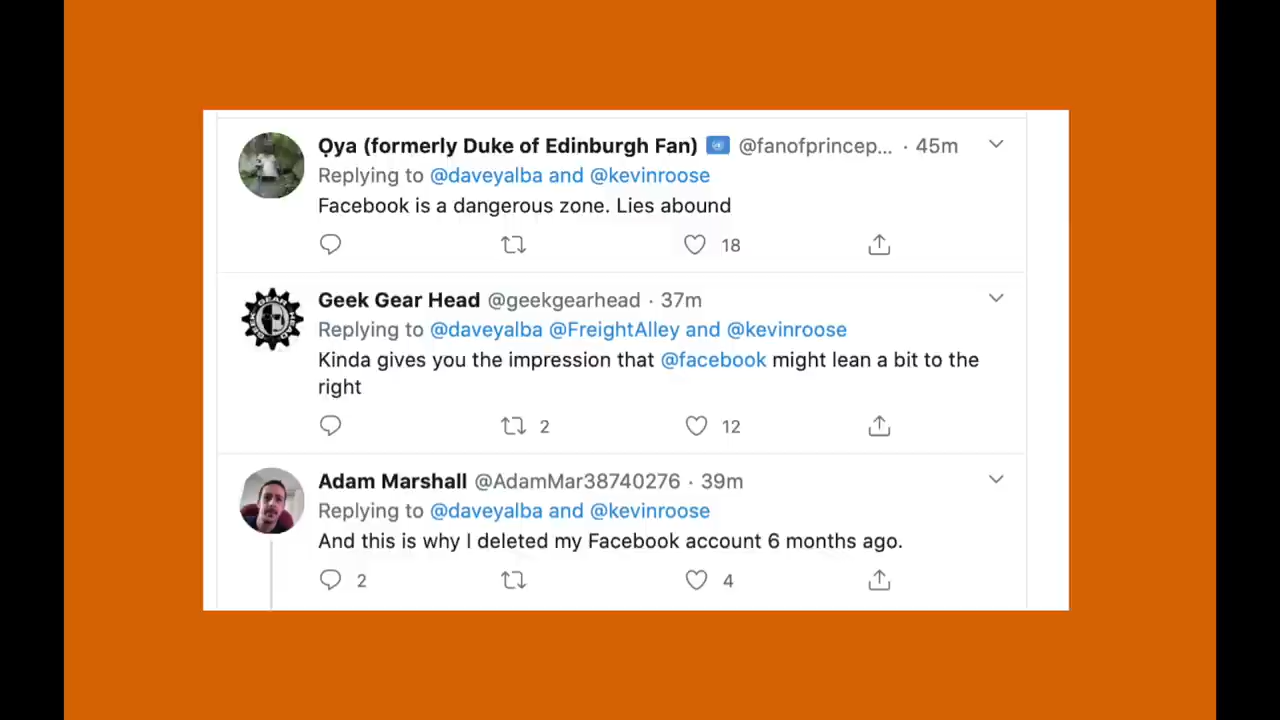 Ọya (formerly Duke of Edinburgh Fan) @fanofprincep... · 45m
Replying to @daveyalba and @kevinroose
Facebook is a dangerous zone. Lies abound
18
Geek Gear Head @geekgearhead · 37m
Replying to @daveyalba @FreightAlley and @kevinroose
Kinda gives you the impression that @facebook might lean a bit to the
right
2 12
Adam Marshall @AdamMar38740276 · 39m
Replying to @daveyalba and @kevinroose
And this is why I deleted my Facebook account 6 months ago.
2 4